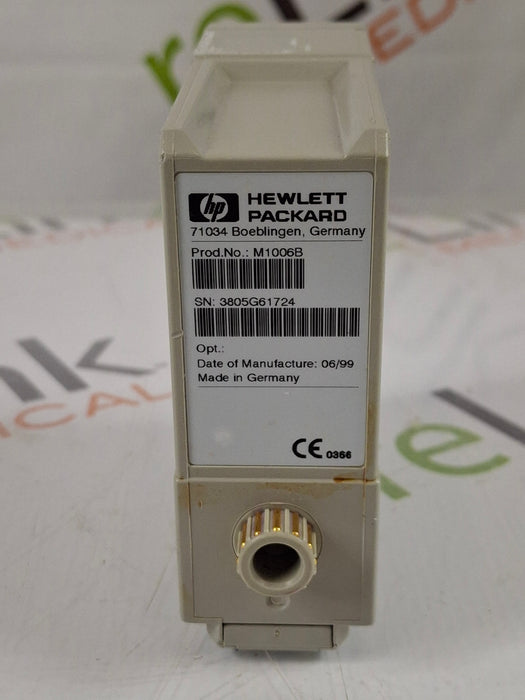 hp HEWLETT
PACKARD
71034 Boeblingen, Germany
Prod.No.: M1006B
SN: 3805G61724
Opt.:
Date of Manufacture: 06/99
Made in Germany
CE 0366